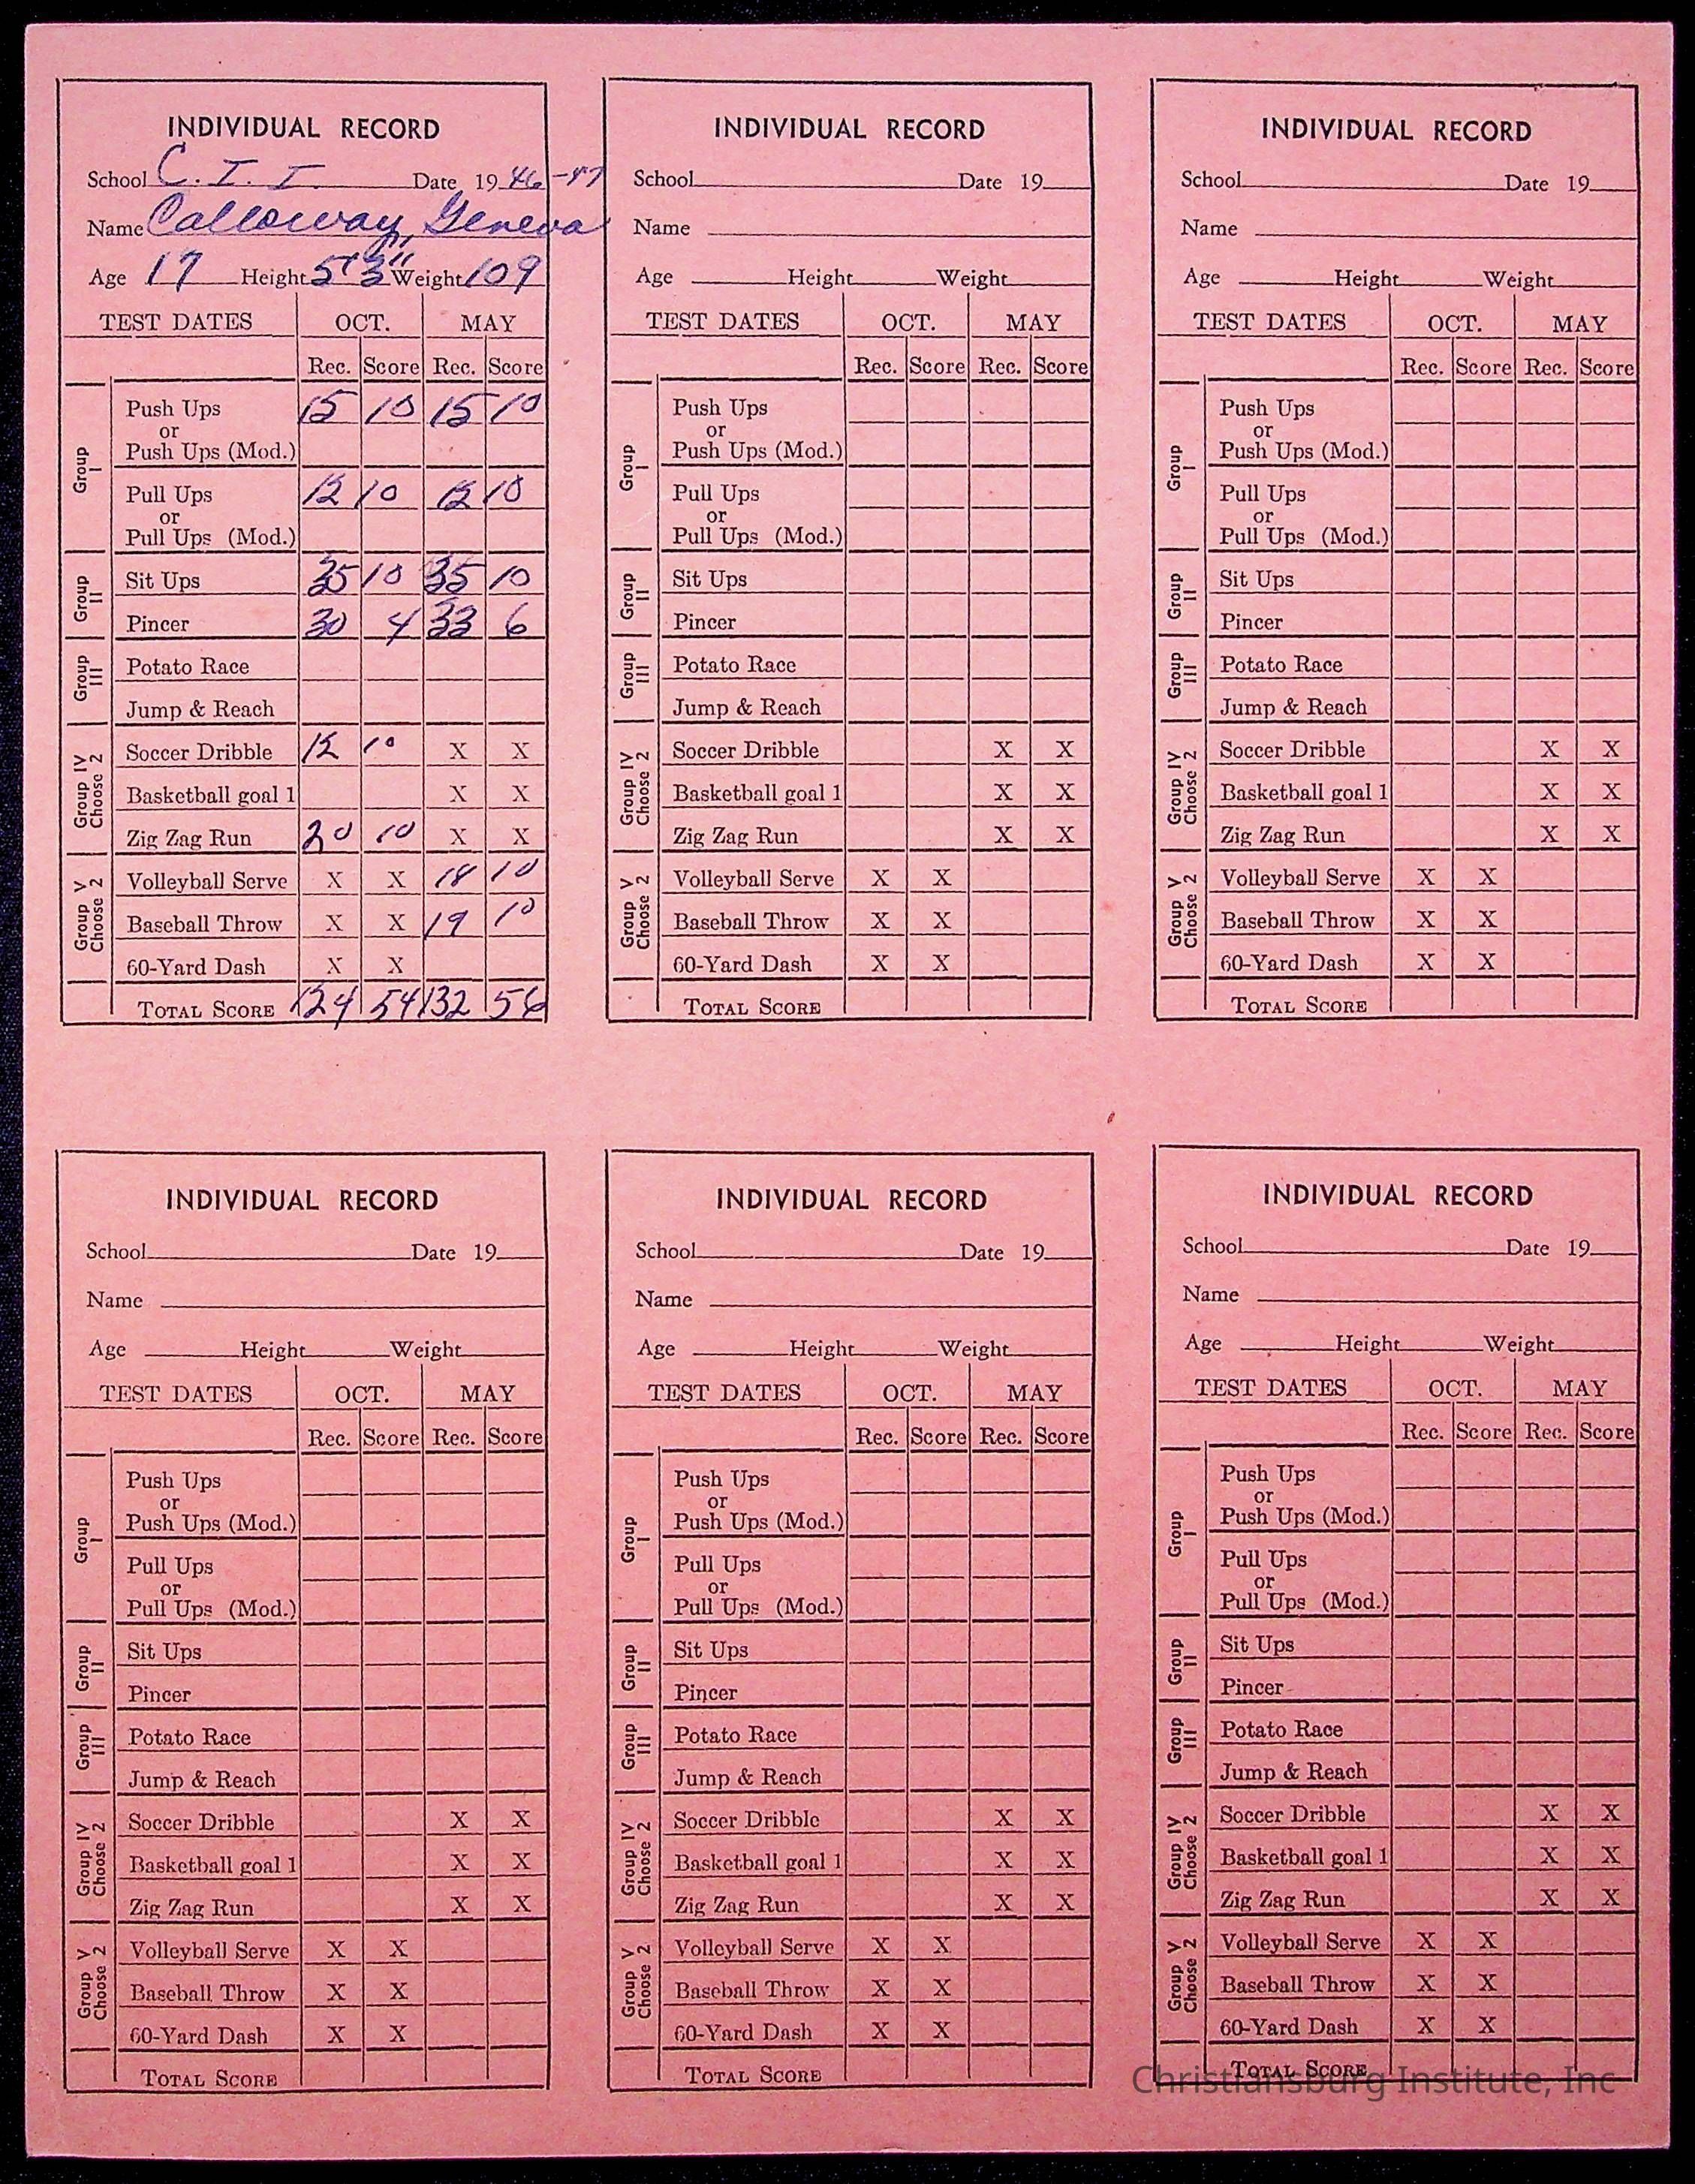 INDIVIDUAL RECORD
School C. I. I. Date 19 46-47
Name Calloway, Geneva
Age 17 Height 5' 3" Weight 109
TEST DATES OCT. MAY
Rec. Score Rec. Score
Group I
Push Ups 15 10 15 10
or
Push Ups (Mod.)
Pull Ups 12 10 12 10
or
Pull Ups (Mod.)
Group II
Sit Ups 35 10 35 10
Pincer 30 4 33 6
Group III
Potato Race
Jump & Reach
Group IV Choose 2
Soccer Dribble 12 10 X X
Basketball goal 1 X X
Zig Zag Run 20 10 X X
Group V Choose 2
Volleyball Serve X X 18 10
Baseball Throw X X 19 10
60-Yard Dash X X
TOTAL SCORE 124 54 132 56
INDIVIDUAL RECORD
School Date 19
Name
Age Height Weight
TEST DATES OCT. MAY
Rec. Score Rec. Score
Group I
Push Ups
or
Push Ups (Mod.)
Pull Ups
or
Pull Ups (Mod.)
Group II
Sit Ups
Pincer
Group III
Potato Race
Jump & Reach
Group IV Choose 2
Soccer Dribble X X
Basketball goal 1 X X
Zig Zag Run X X
Group V Choose 2
Volleyball Serve X X
Baseball Throw X X
60-Yard Dash X X
TOTAL SCORE
INDIVIDUAL RECORD
School Date 19
Name
Age Height Weight
TEST DATES OCT. MAY
Rec. Score Rec. Score
Group I
Push Ups
or
Push Ups (Mod.)
Pull Ups
or
Pull Ups (Mod.)
Group II
Sit Ups
Pincer
Group III
Potato Race
Jump & Reach
Group IV Choose 2
Soccer Dribble X X
Basketball goal 1 X X
Zig Zag Run X X
Group V Choose 2
Volleyball Serve X X
Baseball Throw X X
60-Yard Dash X X
TOTAL SCORE
INDIVIDUAL RECORD
School Date 19
Name
Age Height Weight
TEST DATES OCT. MAY
Rec. Score Rec. Score
Group I
Push Ups
or
Push Ups (Mod.)
Pull Ups
or
Pull Ups (Mod.)
Group II
Sit Ups
Pincer
Group III
Potato Race
Jump & Reach
Group IV Choose 2
Soccer Dribble X X
Basketball goal 1 X X
Zig Zag Run X X
Group V Choose 2
Volleyball Serve X X
Baseball Throw X X
60-Yard Dash X X
TOTAL SCORE
INDIVIDUAL RECORD
School Date 19
Name
Age Height Weight
TEST DATES OCT. MAY
Rec. Score Rec. Score
Group I
Push Ups
or
Push Ups (Mod.)
Pull Ups
or
Pull Ups (Mod.)
Group II
Sit Ups
Pincer
Group III
Potato Race
Jump & Reach
Group IV Choose 2
Soccer Dribble X X
Basketball goal 1 X X
Zig Zag Run X X
Group V Choose 2
Volleyball Serve X X
Baseball Throw X X
60-Yard Dash X X
TOTAL SCORE
INDIVIDUAL RECORD
School Date 19
Name
Age Height Weight
TEST DATES OCT. MAY
Rec. Score Rec. Score
Group I
Push Ups
or
Push Ups (Mod.)
Pull Ups
or
Pull Ups (Mod.)
Group II
Sit Ups
Pincer
Group III
Potato Race
Jump & Reach
Group IV Choose 2
Soccer Dribble X X
Basketball goal 1 X X
Zig Zag Run X X
Group V Choose 2
Volleyball Serve X X
Baseball Throw X X
60-Yard Dash X X
TOTAL SCORE
Christiansburg Institute, Inc